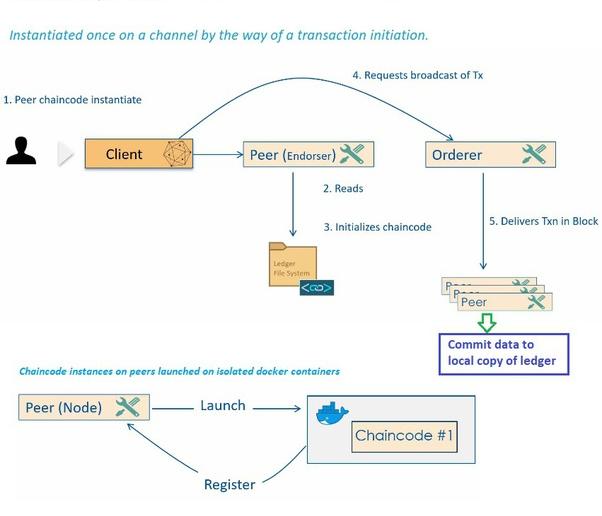 Instantiated once on a channel by the way of a transaction initiation.
4. Requests broadcast of Tx
1. Peer chaincode instantiate
Client
Peer (Endorser)
Orderer
2. Reads
3. Initializes chaincode
5. Delivers Txn in Block
Ledger
File System
Peer
Commit data to
local copy of ledger
Chaincode instances on peers launched on isolated docker containers
Peer (Node)
Launch
Chaincode #1
Register